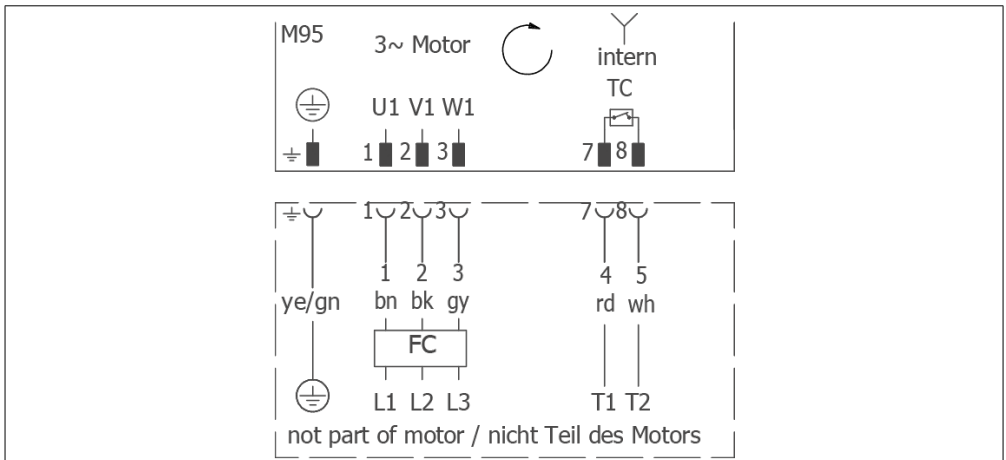 M95
3~ Motor
intern
TC
U1 V1 W1
1 2 3 7 8
1 2 3 7 8
1 2 3 4 5
ye/gn bn bk gy rd wh
FC
L1 L2 L3 T1 T2
not part of motor / nicht Teil des Motors